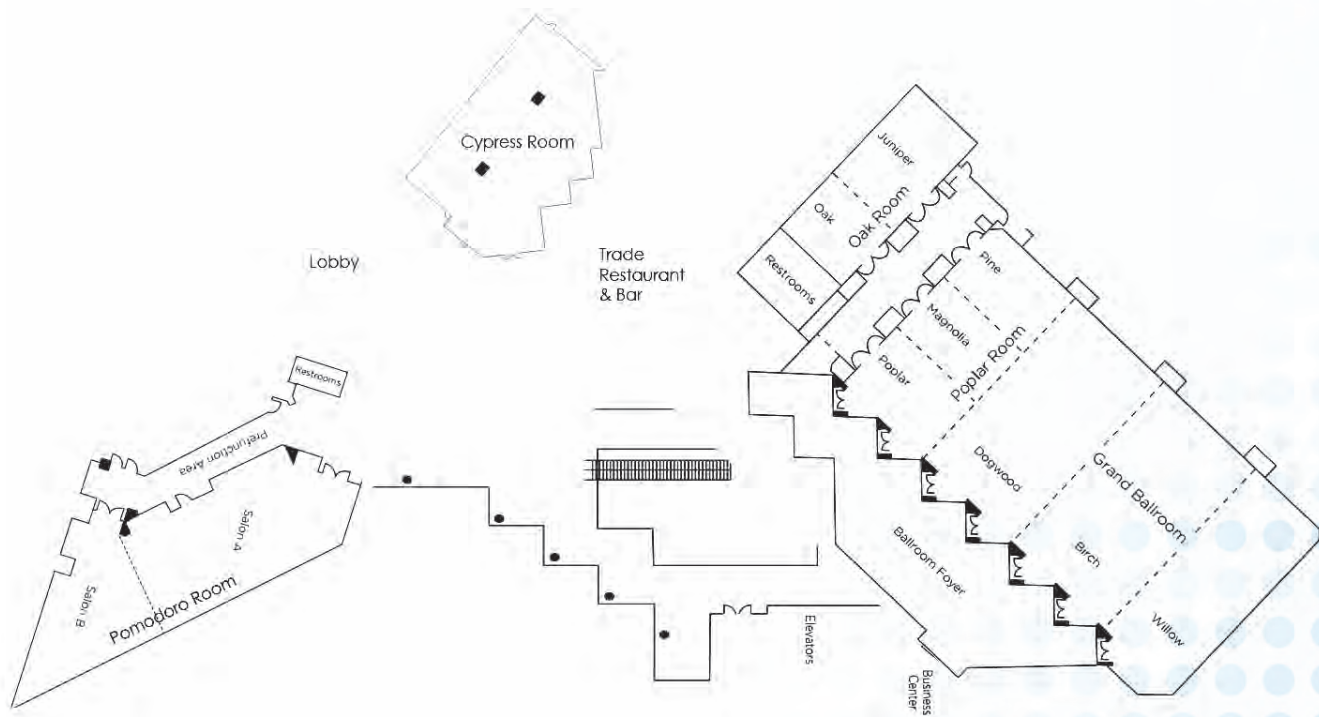 Cypress Room
Lobby
Trade
Restaurant
& Bar
Juniper
Oak
Oak Room
Restrooms
Pine
Magnolia
Poplar
Poplar Room
Dogwood
Grand Ballroom
Birch
Willow
Ballroom Foyer
Business
Center
Elevators
Restrooms
Prefunction Area
Salon A
Salon B
Pomodoro Room